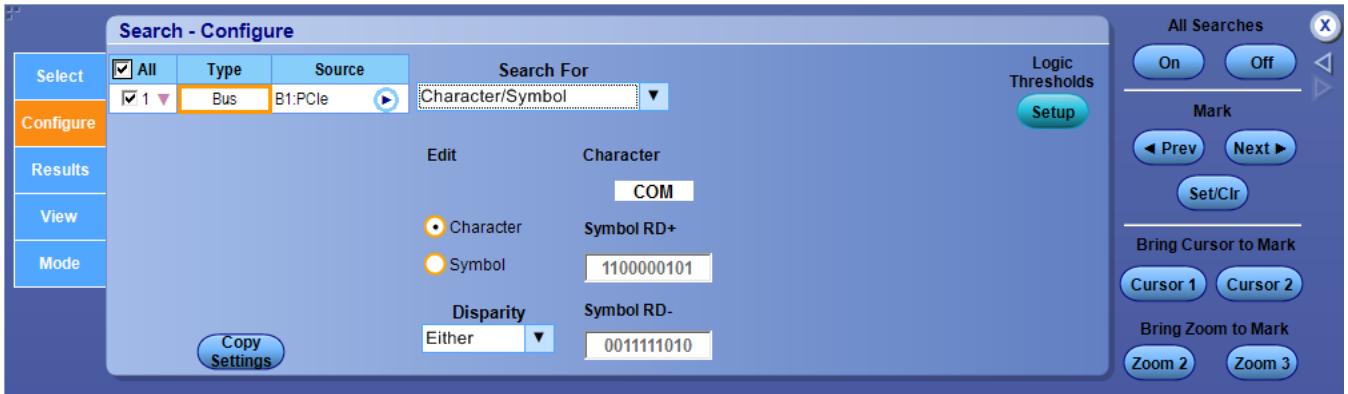 Search - Configure
Select
Configure
Results
View
Mode
All Type Source
1 Bus B1:PCIe
Copy
Settings
Search For
Character/Symbol
Edit Character
COM
Character Symbol RD+
Symbol 1100000101
Disparity Symbol RD-
Either 0011111010
Logic
Thresholds
Setup
All Searches X
On Off
Mark
Prev Next
Set/Clr
Bring Cursor to Mark
Cursor 1 Cursor 2
Bring Zoom to Mark
Zoom 2 Zoom 3